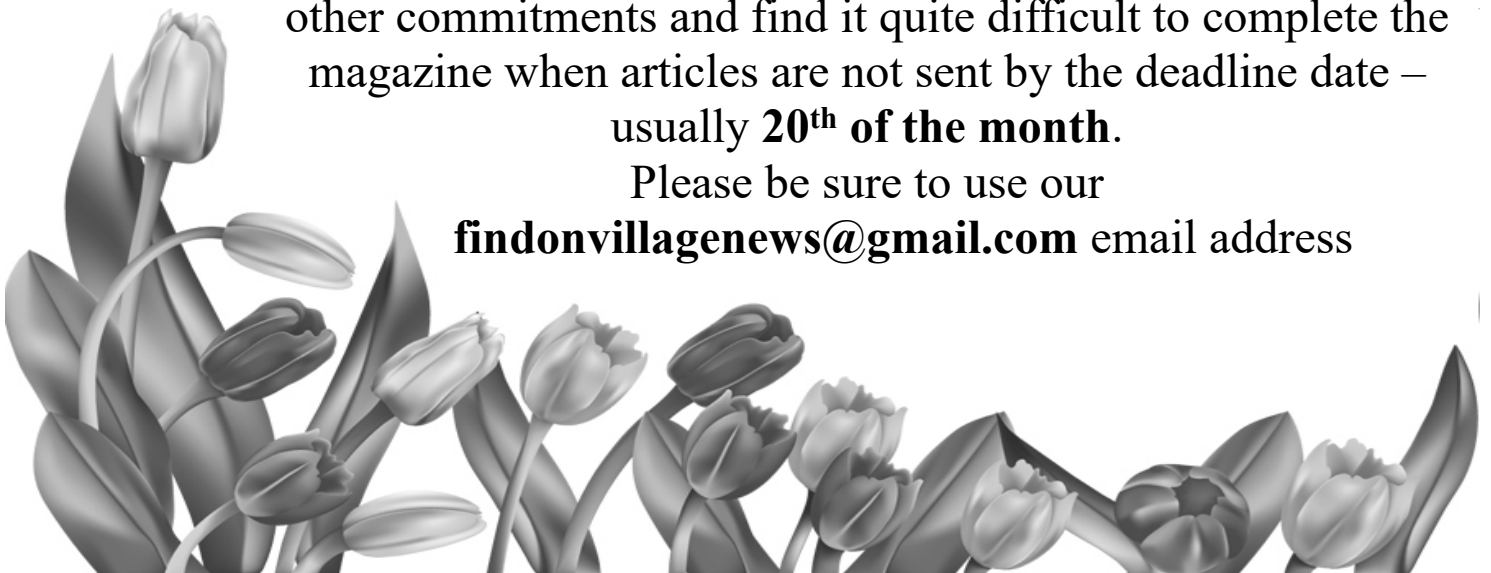 other commitments and find it quite difficult to complete the
magazine when articles are not sent by the deadline date –
usually 20th of the month.
Please be sure to use our
findonvillagenews@gmail.com email address